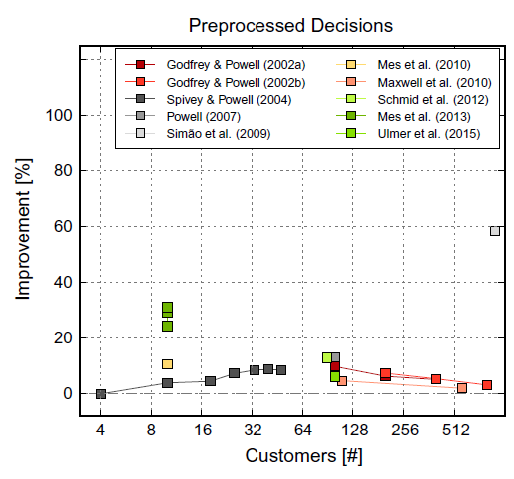 Preprocessed Decisions
Godfrey & Powell (2002a)
Godfrey & Powell (2002b)
Spivey & Powell (2004)
Powell (2007)
Simão et al. (2009)
Mes et al. (2010)
Maxwell et al. (2010)
Schmid et al. (2012)
Mes et al. (2013)
Ulmer et al. (2015)
Improvement [%]
100
80
60
40
20
0
4 8 16 32 64 128 256 512
Customers [#]